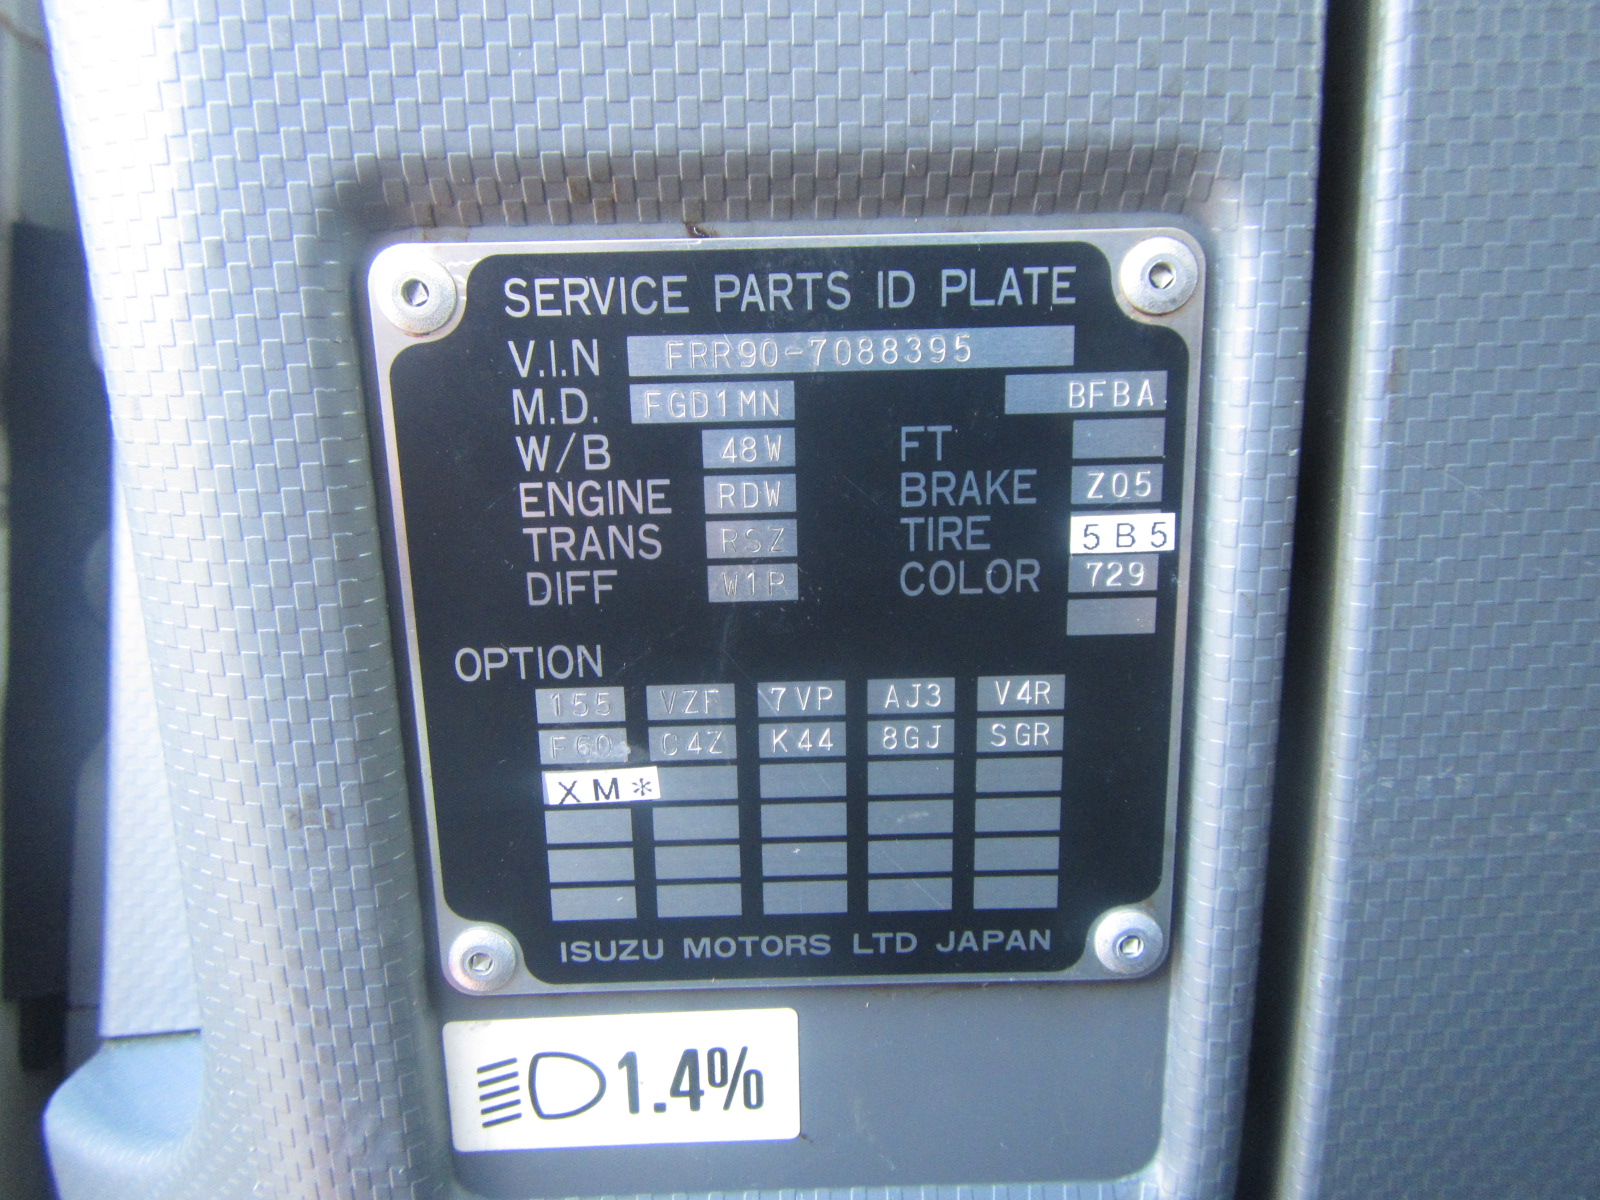 SERVICE PARTS ID PLATE
V.I.N FRR90-7088395
M.D. FGD1MN BFBA
W/B 48W FT
ENGINE RDW BRAKE Z05
TRANS RSZ TIRE 5B5
DIFF W1P COLOR 729
OPTION
155 VZF 7VP AJ3 V4R
F60 C4Z K44 8GJ SGR
XM*
ISUZU MOTORS LTD JAPAN
1.4%